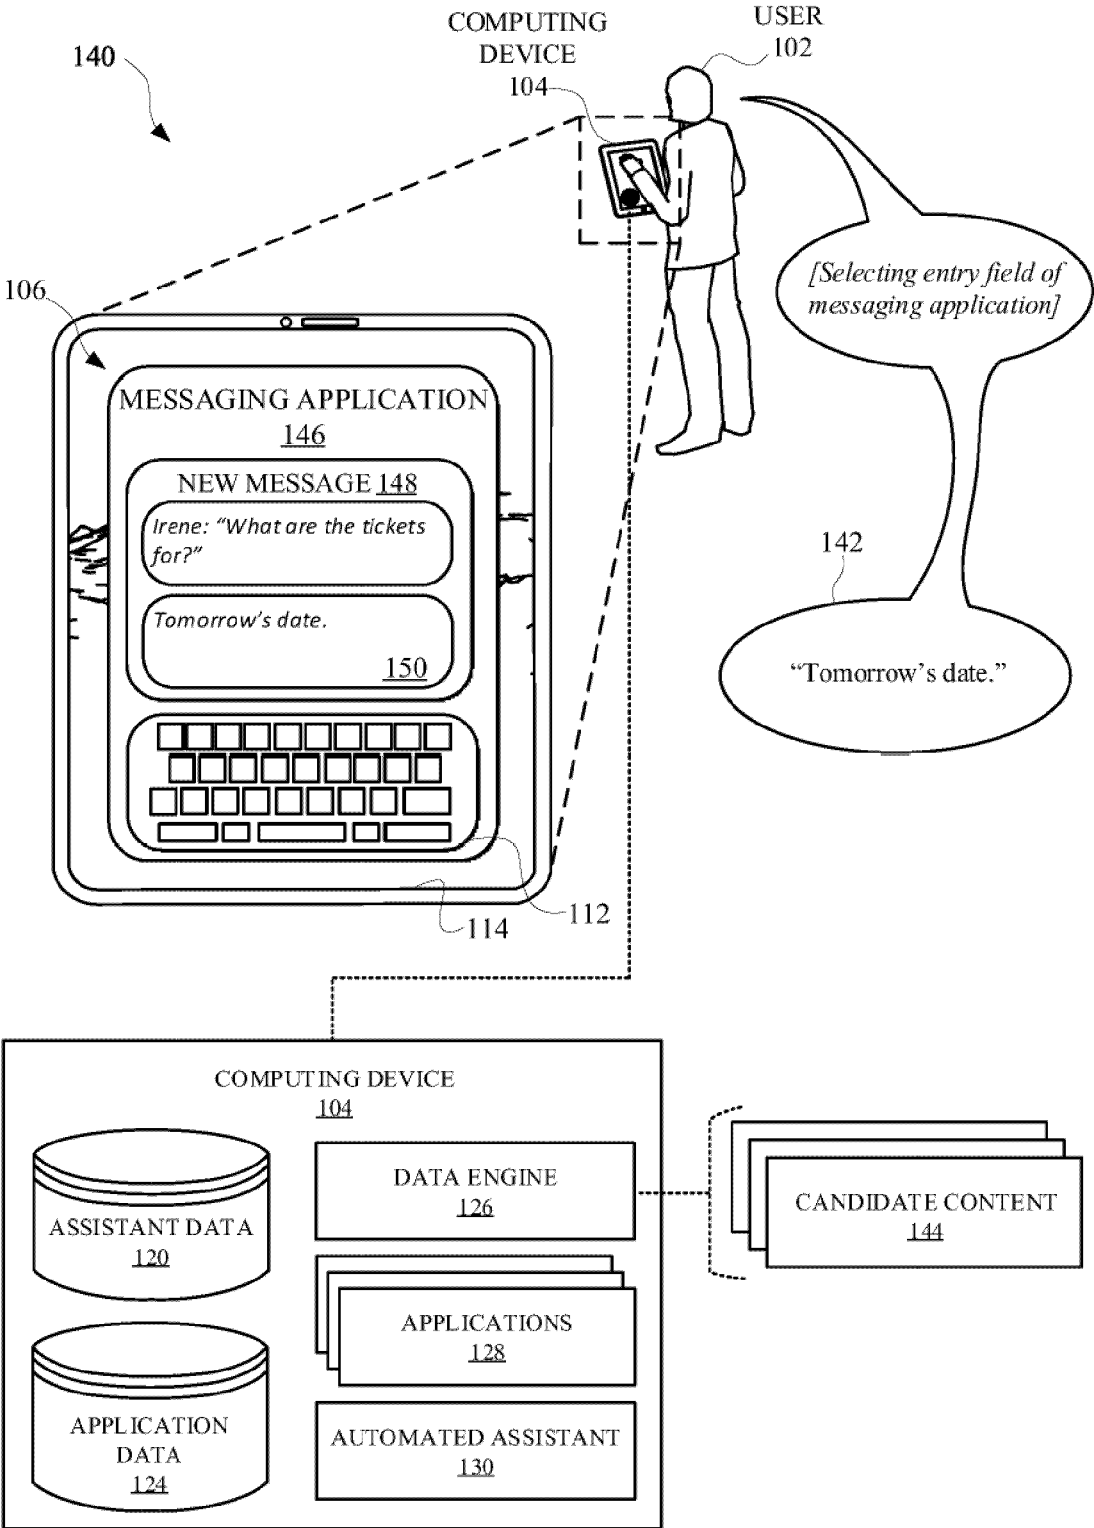 140
COMPUTING
DEVICE
104
USER
102
[Selecting entry field of
messaging application]
106
MESSAGING APPLICATION
146
NEW MESSAGE 148
Irene: “What are the tickets
for?”
Tomorrow’s date.
150
142
“Tomorrow’s date.”
112
114
COMPUTING DEVICE
104
ASSISTANT DATA
120
DATA ENGINE
126
CANDIDATE CONTENT
144
APPLICATIONS
128
APPLICATION
DATA
124
AUTOMATED ASSISTANT
130